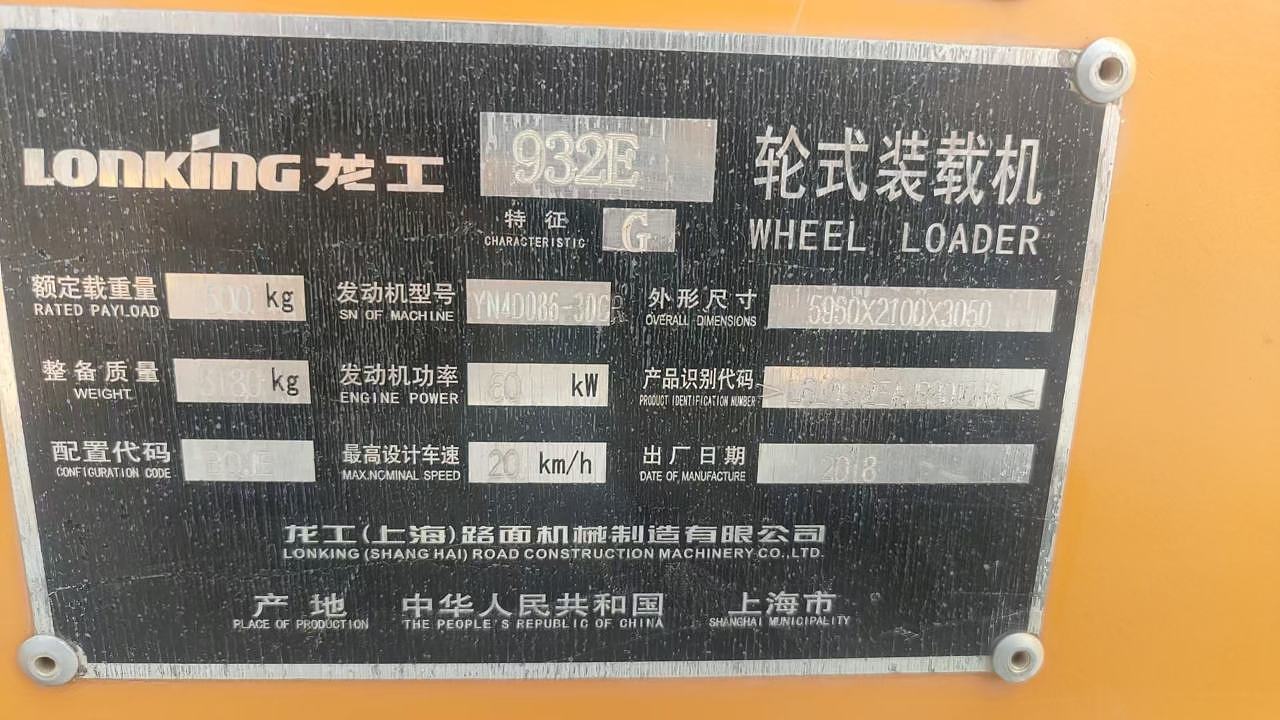 LONKING 龙工 932E 轮式装载机
特征 CHARACTERISTIC G WHEEL LOADER
额定载重量 RATED PAYLOAD kg
发动机型号 SN OF MACHINE
外形尺寸 OVERALL DIMENSIONS 5960X2100X3050
整备质量 WEIGHT kg
发动机功率 ENGINE POWER 60 kW
产品识别代码 PRODUCT IDENTIFICATION NUMBER
配置代码 CONFIGURATION CODE
最高设计车速 MAX.NOMINAL SPEED 20 km/h
出厂日期 DATE OF MANUFACTURE 2018
龙工(上海)路面机械制造有限公司
LONKING (SHANG HAI) ROAD CONSTRUCTION MACHINERY CO., LTD.
产地 中华人民共和国 上海市
PLACE OF PRODUCTION THE PEOPLE'S REPUBLIC OF CHINA SHANGHAI MUNICIPALITY